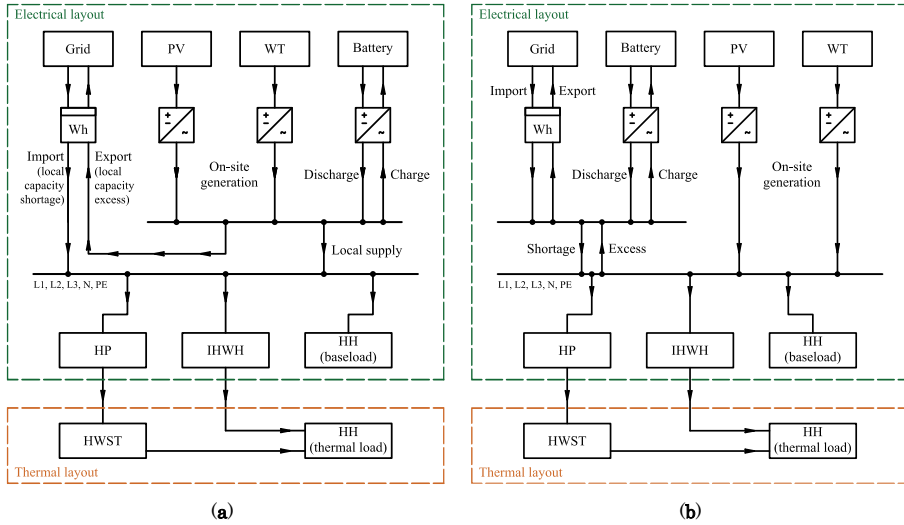 Electrical layout
Grid
PV
WT
Battery
+
–
~
+
–
~
+
–
~
Wh
Import
(local
capacity
shortage)
Export
(local
capacity
excess)
On-site
generation
Discharge
Charge
Local supply
L1, L2, L3, N, PE
HP
IHWH
HH
(baseload)
HWST
HH
(thermal load)
Thermal layout
(a)
Electrical layout
Grid
Battery
PV
WT
Import
Export
Wh
+
–
~
+
–
~
+
–
~
Discharge
Charge
On-site
generation
Shortage
Excess
L1, L2, L3, N, PE
HP
IHWH
HH
(baseload)
HWST
HH
(thermal load)
Thermal layout
(b)